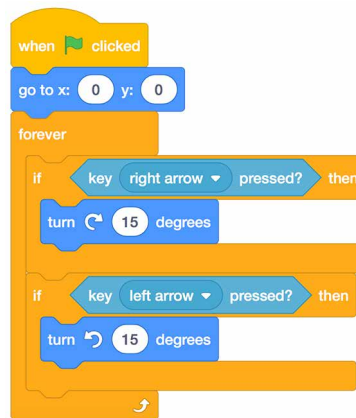 when clicked
go to x: 0 y: 0
forever
if key right arrow pressed? then
turn 15 degrees
if key left arrow pressed? then
turn 15 degrees